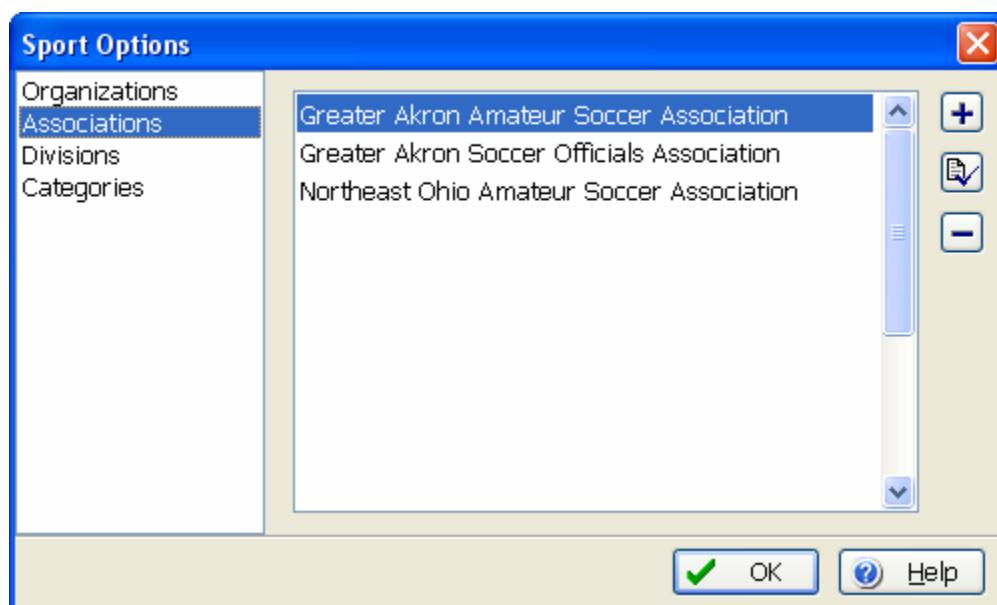 Sport Options
Organizations
Associations
Divisions
Categories
Greater Akron Amateur Soccer Association
Greater Akron Soccer Officials Association
Northeast Ohio Amateur Soccer Association
OK
Help